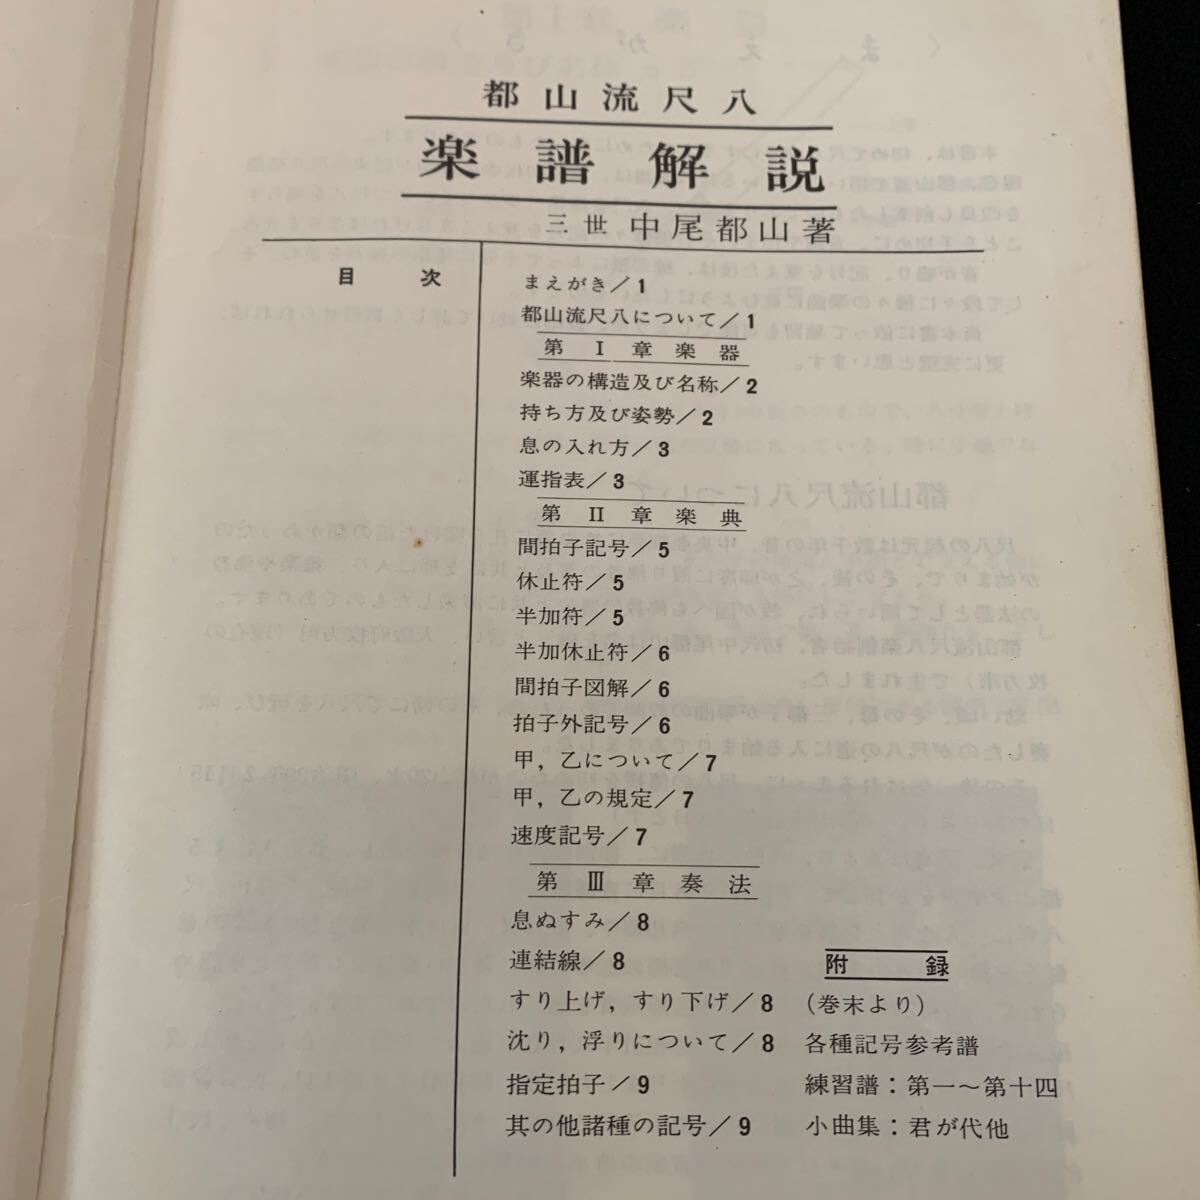 都山流尺八
楽譜解説
三世 中尾都山著
目次
まえがき/1
都山流尺八について/1
第Ⅰ章楽器
楽器の構造及び名称/2
持ち方及び姿勢/2
息の入れ方/3
運指表/3
第Ⅱ章楽典
間拍子記号/5
休止符/5
半加符/5
半加休止符/6
間拍子図解/6
拍子外記号/6
甲，乙について/7
甲，乙の規定/7
速度記号/7
第Ⅲ章奏法
息ぬすみ/8
連結線/8
すり上げ，すり下げ/8
沈り，浮りについて/8
指定拍子/9
其の他諸種の記号/9
附録
(巻末より)
各種記号参考譜
練習譜：第一～第十四
小曲集：君が代他